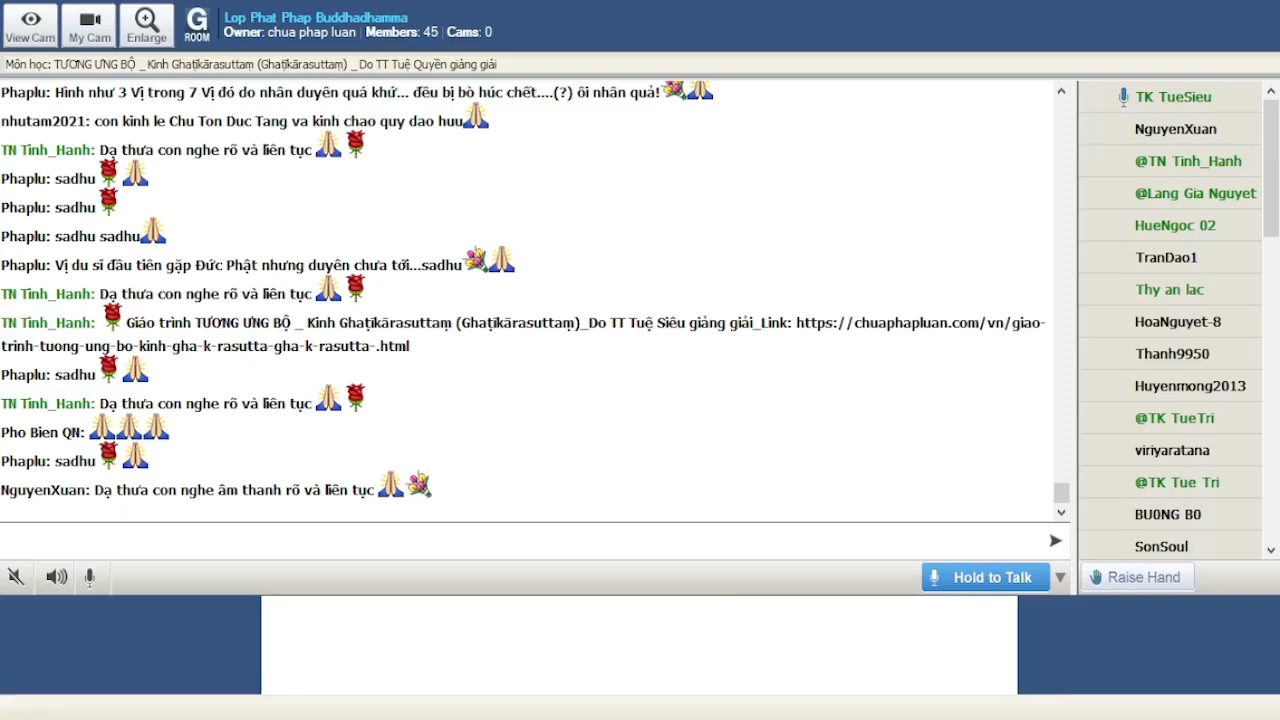 View Cam
My Cam
Enlarge
G ROOM
Lop Phat Phap Buddhadhamma
Owner: chua phap luan | Members: 45 | Cams: 0
Môn học: TƯƠNG ƯNG BỘ _ Kinh Ghaṭīkārasuttaṃ (Ghaṭīkārasuttaṃ) _ Do TT Tuệ Quyền giảng giải
Phaplu: Hình như 3 Vị trong 7 Vị đó do nhân duyên quá khứ... đều bị bò húc chết....(?) ôi nhân quả!
nhutam2021: con kinh le Chu Ton Duc Tang va kinh chao quy dao huu
TN Tinh_Hanh: Dạ thưa con nghe rõ và liên tục
Phaplu: sadhu
Phaplu: sadhu
Phaplu: sadhu sadhu
Phaplu: Vị du sĩ đầu tiên gặp Đức Phật nhưng duyên chưa tới...sadhu
TN Tinh_Hanh: Dạ thưa con nghe rõ và liên tục
TN Tinh_Hanh: Giáo trình TƯƠNG ƯNG BỘ _ Kinh Ghaṭīkārasuttaṃ (Ghaṭīkārasuttaṃ)_Do TT Tuệ Siêu giảng giải_Link: https://chuaphapluan.com/vn/giao-
trinh-tuong-ung-bo-kinh-gha-k-rasutta-gha-k-rasutta-.html
Phaplu: sadhu
TN Tinh_Hanh: Dạ thưa con nghe rõ và liên tục
Pho Bien QN:
Phaplu: sadhu
NguyenXuan: Dạ thưa con nghe âm thanh rõ và liên tục
TK TueSieu
NguyenXuan
@TN Tinh_Hanh
@Lang Gia Nguyet
HueNgoc 02
TranDao1
Thy an lac
HoaNguyet-8
Thanh9950
Huyenmong2013
@TK TueTri
viriyaratana
@TK Tue Tri
BU0NG B0
SonSoul
Hold to Talk
Raise Hand